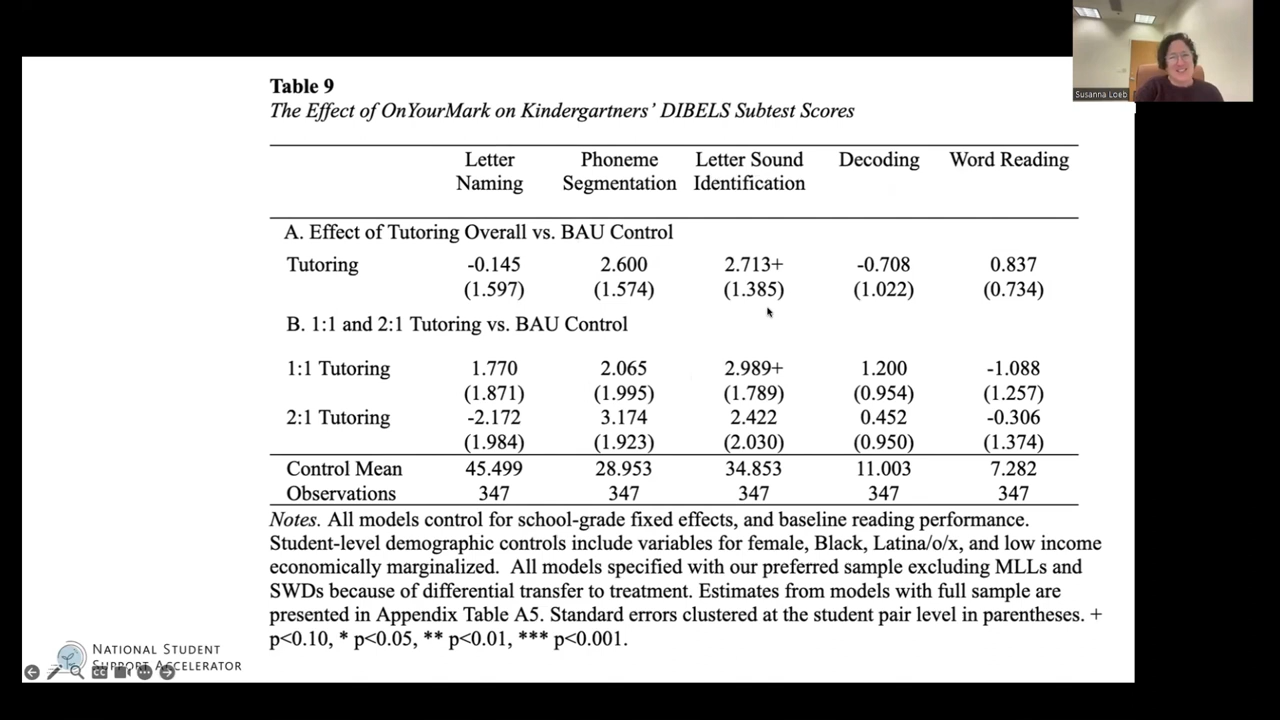 Susanna Loeb
Table 9
The Effect of OnYourMark on Kindergartners' DIBELS Subtest Scores
Letter Naming Phoneme Segmentation Letter Sound Identification Decoding Word Reading
A. Effect of Tutoring Overall vs. BAU Control
Tutoring -0.145 2.600 2.713+ -0.708 0.837
(1.597) (1.574) (1.385) (1.022) (0.734)
B. 1:1 and 2:1 Tutoring vs. BAU Control
1:1 Tutoring 1.770 2.065 2.989+ 1.200 -1.088
(1.871) (1.995) (1.789) (0.954) (1.257)
2:1 Tutoring -2.172 3.174 2.422 0.452 -0.306
(1.984) (1.923) (2.030) (0.950) (1.374)
Control Mean 45.499 28.953 34.853 11.003 7.282
Observations 347 347 347 347 347
Notes. All models control for school-grade fixed effects, and baseline reading performance.
Student-level demographic controls include variables for female, Black, Latina/o/x, and low income
economically marginalized. All models specified with our preferred sample excluding MLLs and
SWDs because of differential transfer to treatment. Estimates from models with full sample are
presented in Appendix Table A5. Standard errors clustered at the student pair level in parentheses. +
p<0.10, * p<0.05, ** p<0.01, *** p<0.001.
NATIONAL STUDENT
SUPPORT ACCELERATOR